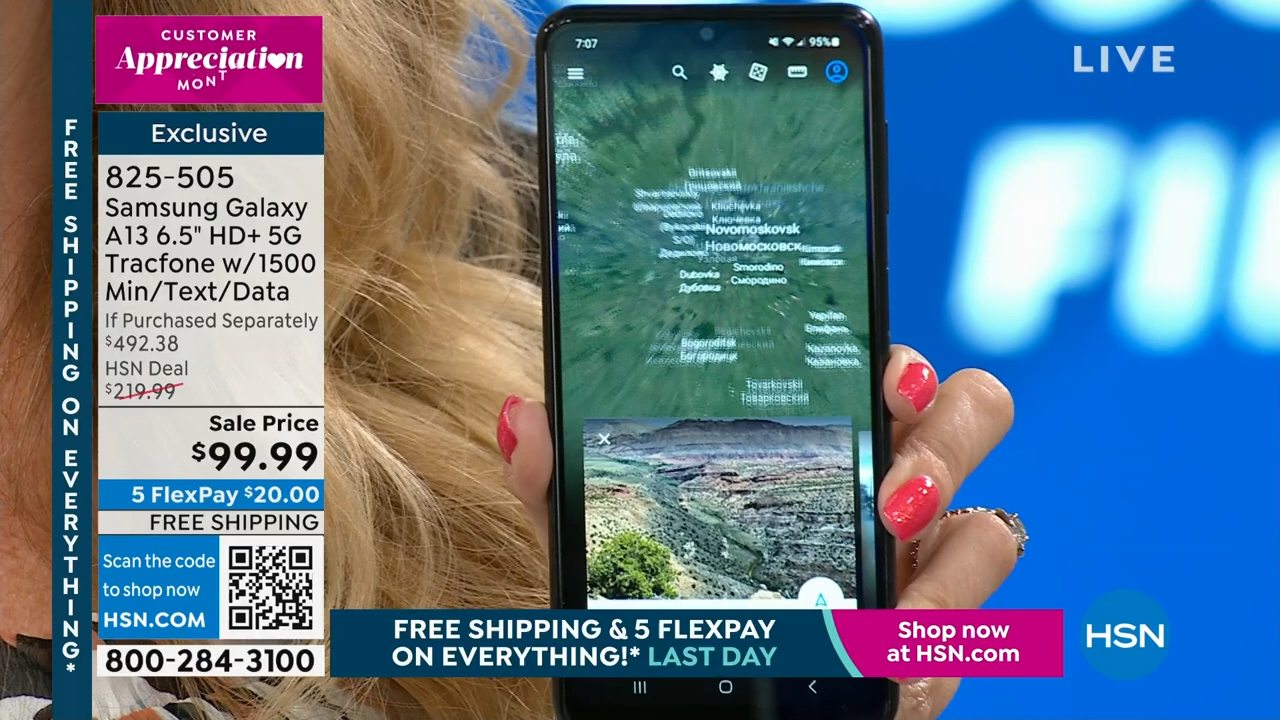 CUSTOMER
Appreciation
MONT
Exclusive
825-505
Samsung Galaxy
A13 6.5" HD+ 5G
Tracfone w/1500
Min/Text/Data
If Purchased Separately
$492.38
HSN Deal
$219.99
Sale Price
$99.99
5 FlexPay $20.00
FREE SHIPPING
Scan the code
to shop now
HSN.COM
800-284-3100
FREE SHIPPING ON EVERYTHING!*
7:07
95%
Kliuchevka
Ключевка
Novomoskovsk
Новомосковск
Узловая
Smorodino
Смородино
Dubovka
Дубовка
Bogoroditsk
Богородицк
Kazanovka
Казановка
Tovarkovskii
Товарковский
LIVE
FREE SHIPPING & 5 FLEXPAY
ON EVERYTHING!* LAST DAY
Shop now
at HSN.com
HSN